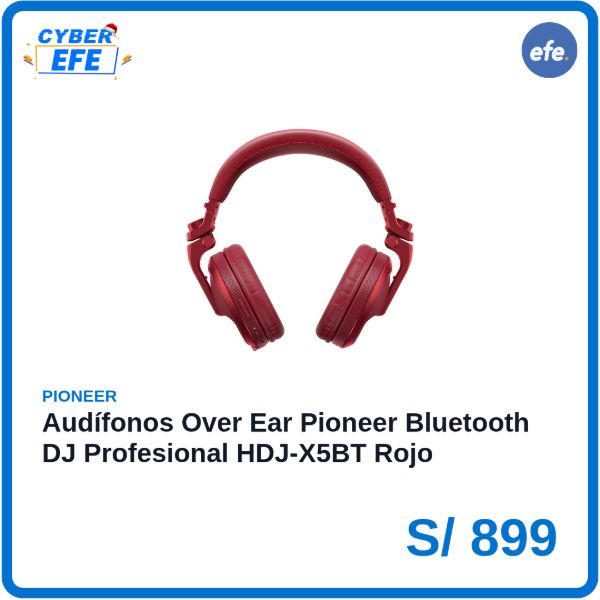 CYBER
EFE
efe.
PIONEER
Audífonos Over Ear Pioneer Bluetooth
DJ Profesional HDJ-X5BT Rojo
S/ 899